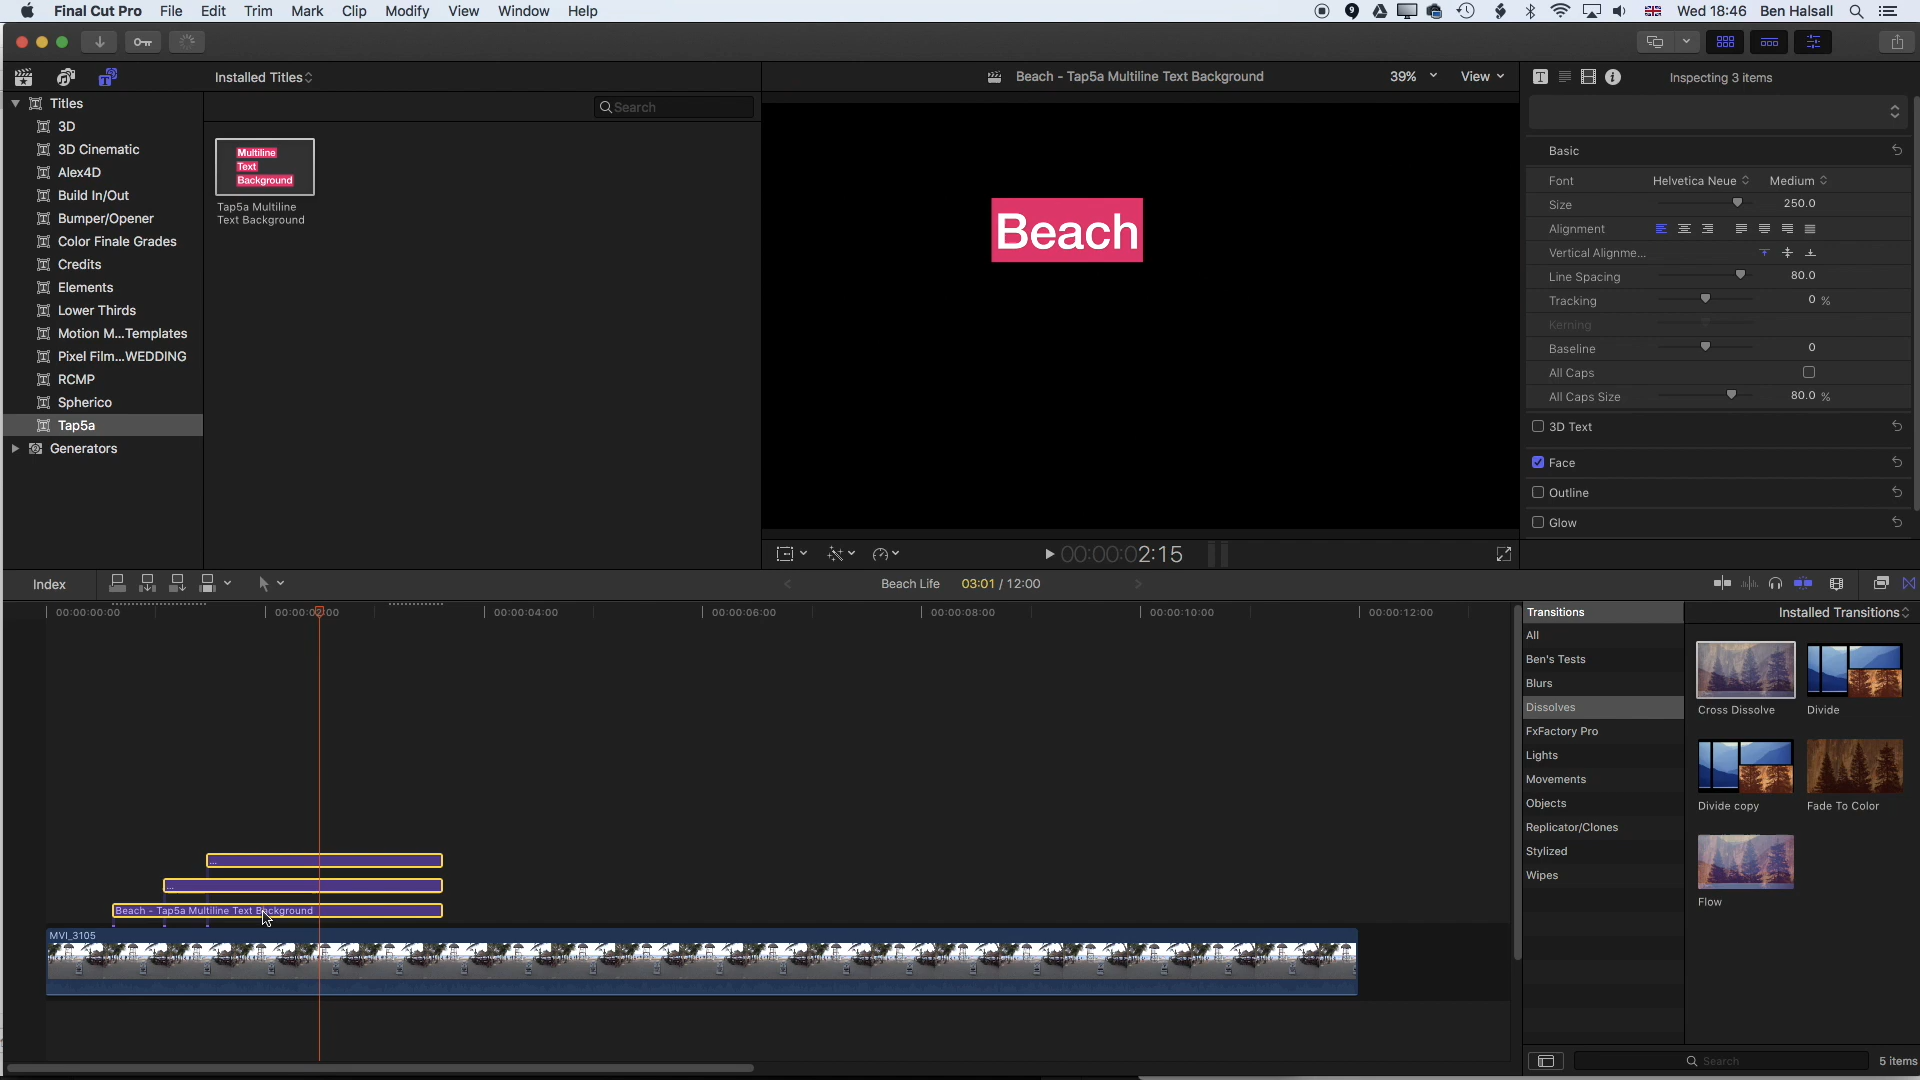 Final Cut Pro File Edit Trim Mark Clip Modify View Window Help
9 Wed 18:46 Ben Halsall
Installed Titles
Beach - Tap5a Multiline Text Background 39% View
Inspecting 3 items
Titles
3D
3D Cinematic
Alex4D
Build In/Out
Bumper/Opener
Color Finale Grades
Credits
Elements
Lower Thirds
Motion M...Templates
Pixel Film...WEDDING
RCMP
Spherico
Tap5a
Generators
Search
Multiline
Text
Background
Tap5a Multiline
Text Background
Beach
Basic
Font Helvetica Neue Medium
Size 250.0
Alignment
Vertical Alignme...
Line Spacing 80.0
Tracking 0 %
Kerning
Baseline 0
All Caps
All Caps Size 80.0 %
3D Text
Face
Outline
Glow
00:00:02:15
Index
Beach Life 03:01 / 12:00
00:00:00:00 00:00:02:00 00:00:04:00 00:00:06:00 00:00:08:00 00:00:10:00 00:00:12:00
...
...
Beach - Tap5a Multiline Text Background
MVI_3105
Transitions
All
Ben's Tests
Blurs
Dissolves
FxFactory Pro
Lights
Movements
Objects
Replicator/Clones
Stylized
Wipes
Installed Transitions
Cross Dissolve Divide
Divide copy Fade To Color
Flow
Search 5 items